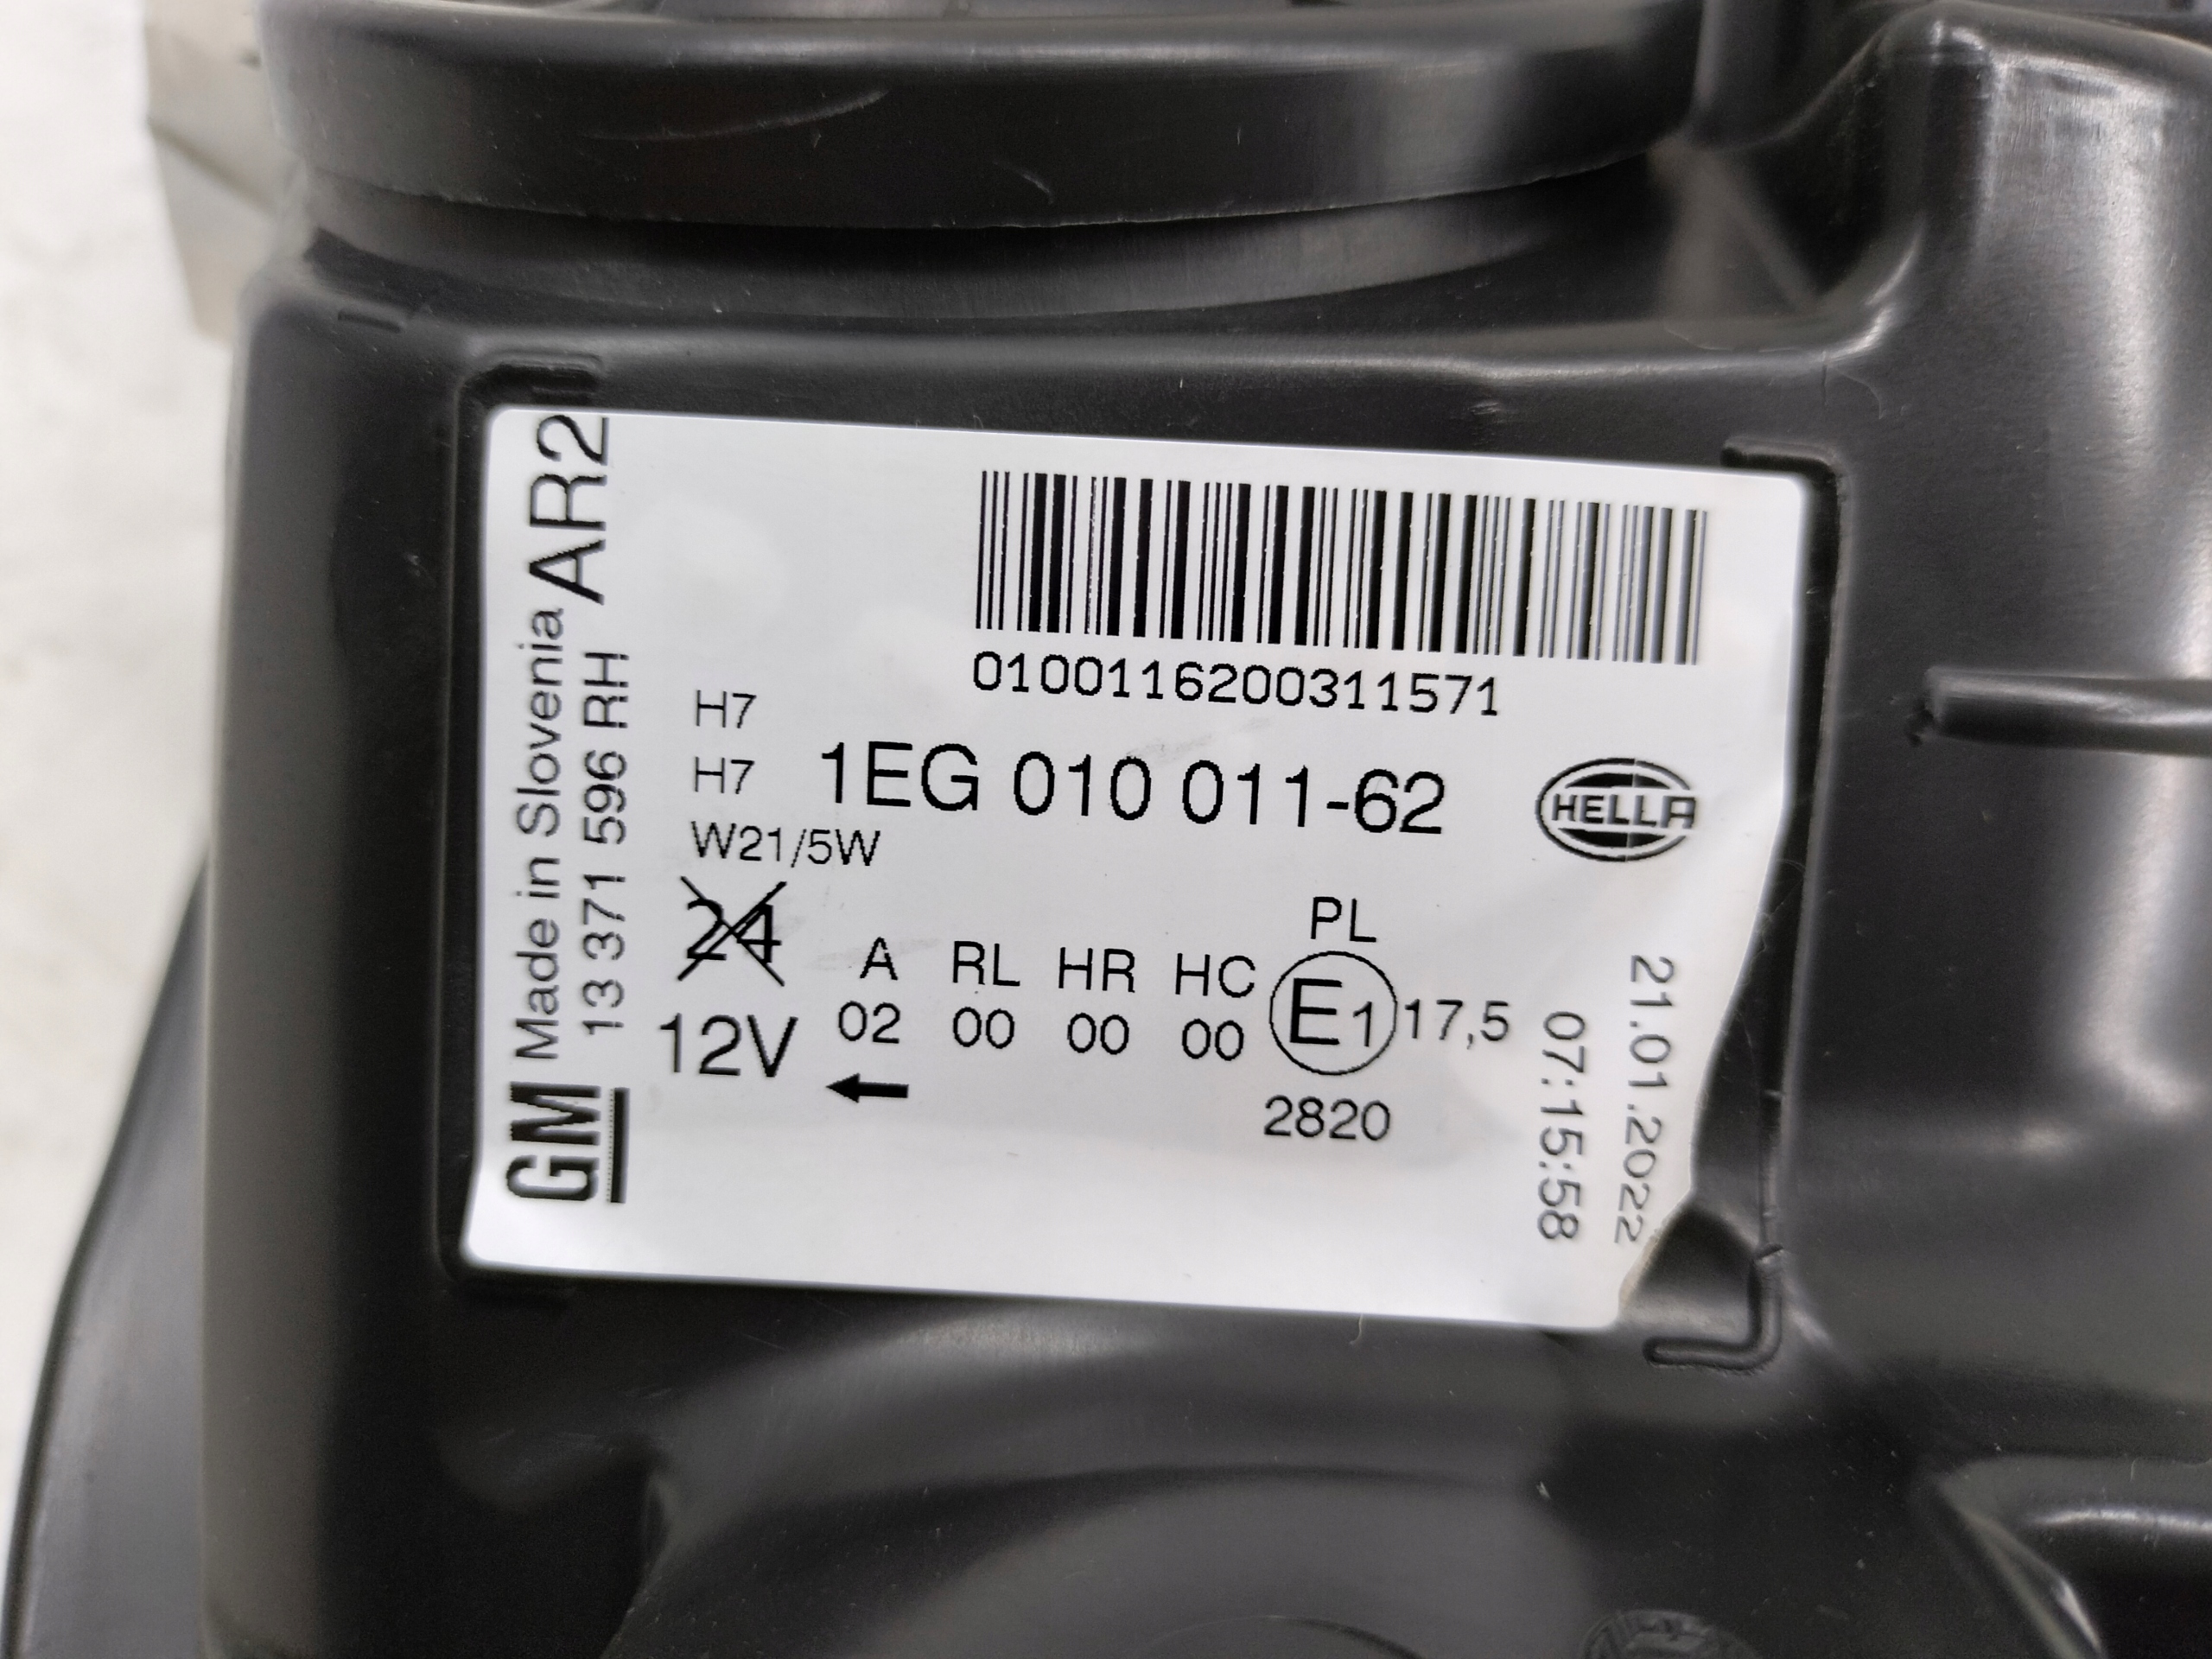 GM Made in Slovenia AR2
13 371 596 RH
0100116200311571
H7
H7
1EG 010 011-62
HELLA
W21/5W
24
12V
A RL HR HC PL
02 00 00 00 E1 17,5
2820
21.01.2022
07:15:58